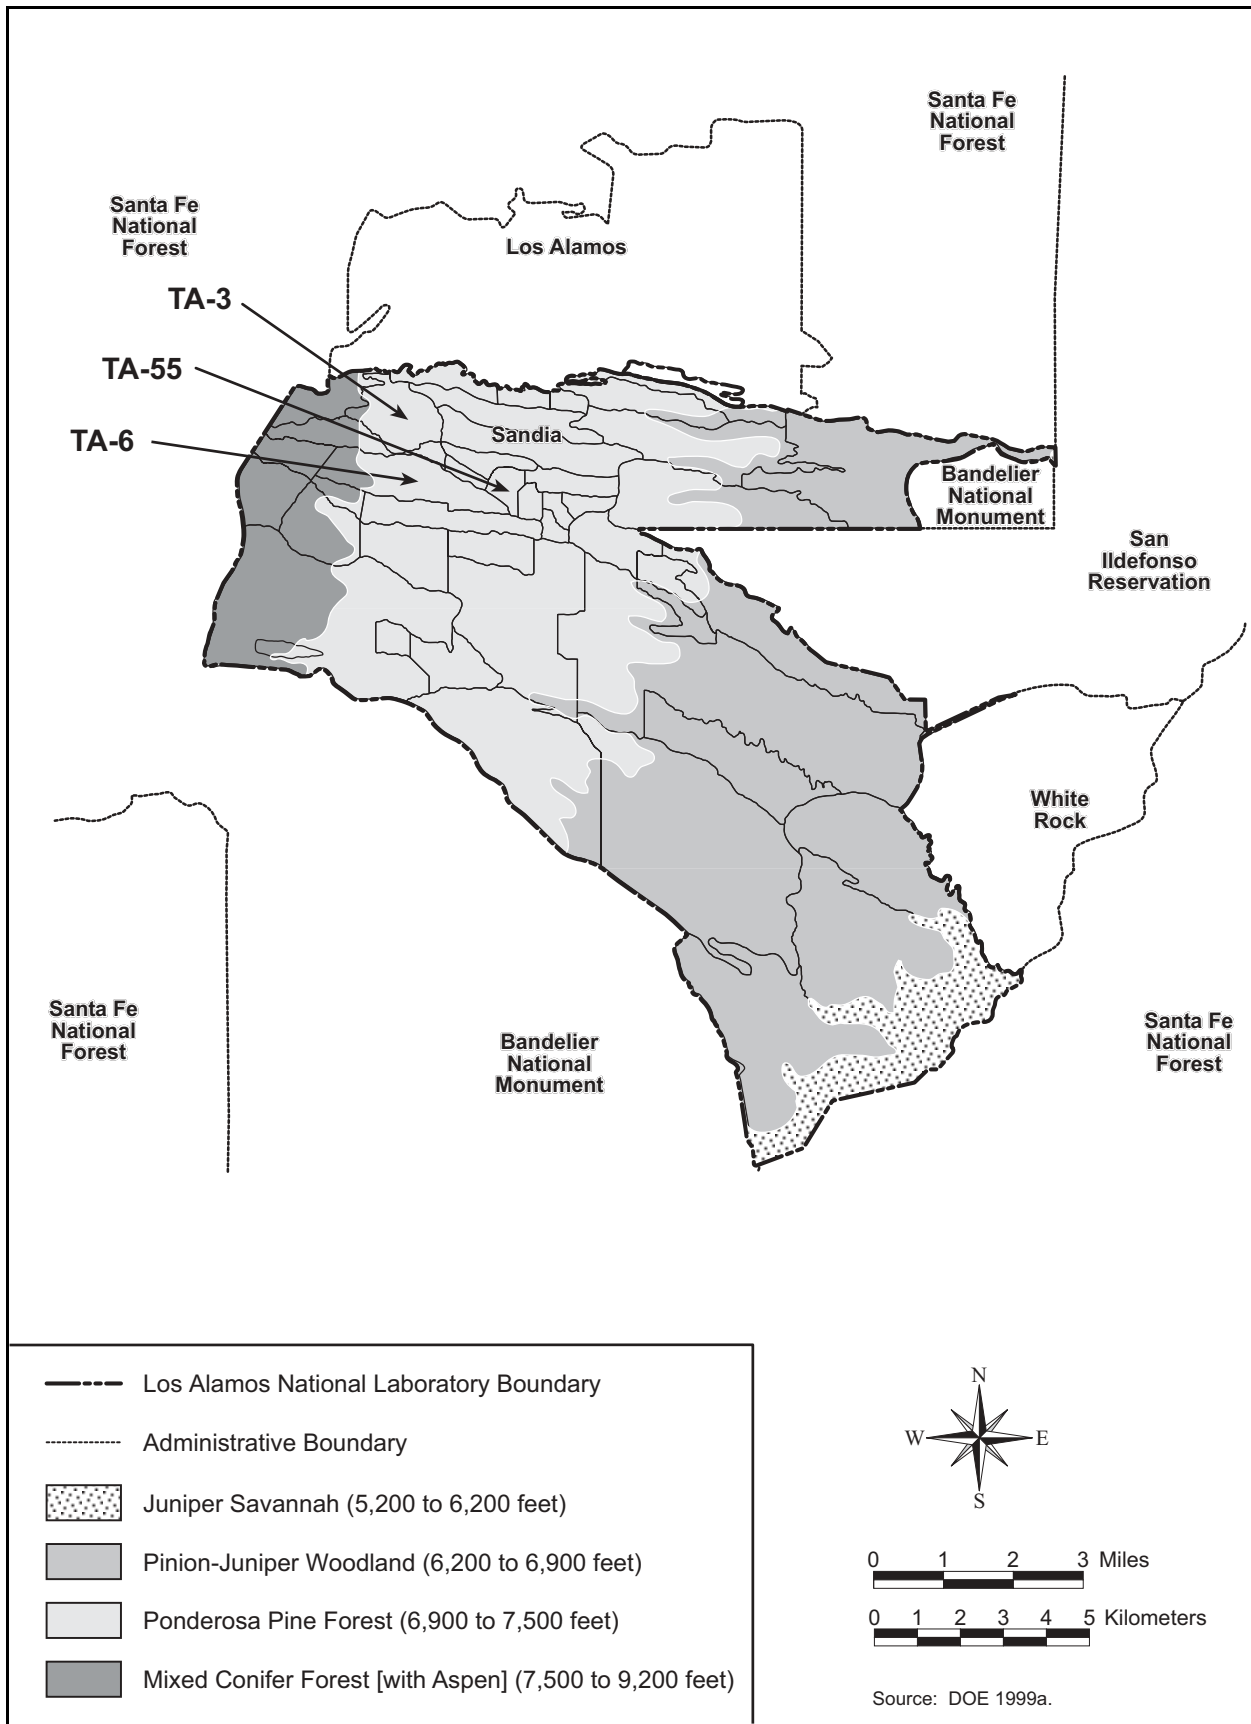 Santa Fe
National
Forest
Santa Fe
National
Forest
Los Alamos
TA-3
TA-55
TA-6
Sandia
Bandelier
National
Monument
San
Ildefonso
Reservation
White
Rock
Santa Fe
National
Forest
Bandelier
National
Monument
Santa Fe
National
Forest
Los Alamos National Laboratory Boundary
Administrative Boundary
Juniper Savannah (5,200 to 6,200 feet)
Pinion-Juniper Woodland (6,200 to 6,900 feet)
Ponderosa Pine Forest (6,900 to 7,500 feet)
Mixed Conifer Forest [with Aspen] (7,500 to 9,200 feet)
N
W E
S
0 1 2 3 Miles
0 1 2 3 4 5 Kilometers
Source: DOE 1999a.